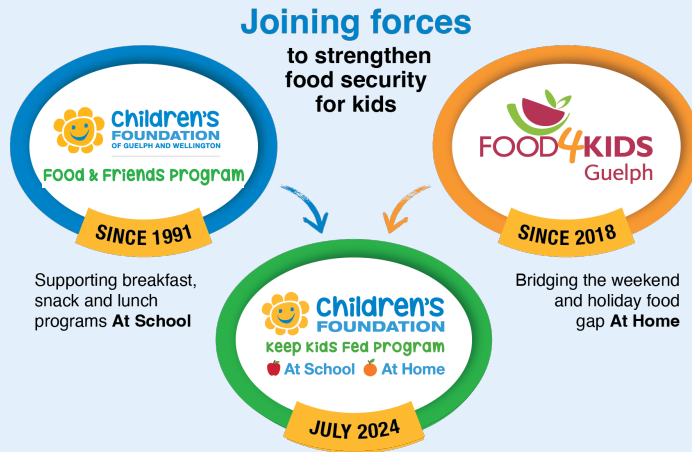 Joining forces
to strengthen
food security
for kids
children's
FOUNDATION
OF GUELPH AND WELLINGTON
Food & Friends Program
SINCE 1991
Supporting breakfast,
snack and lunch
programs At School
FOOD4KIDS
Guelph
SINCE 2018
Bridging the weekend
and holiday food
gap At Home
children's
FOUNDATION
Keep Kids Fed Program
At School At Home
JULY 2024